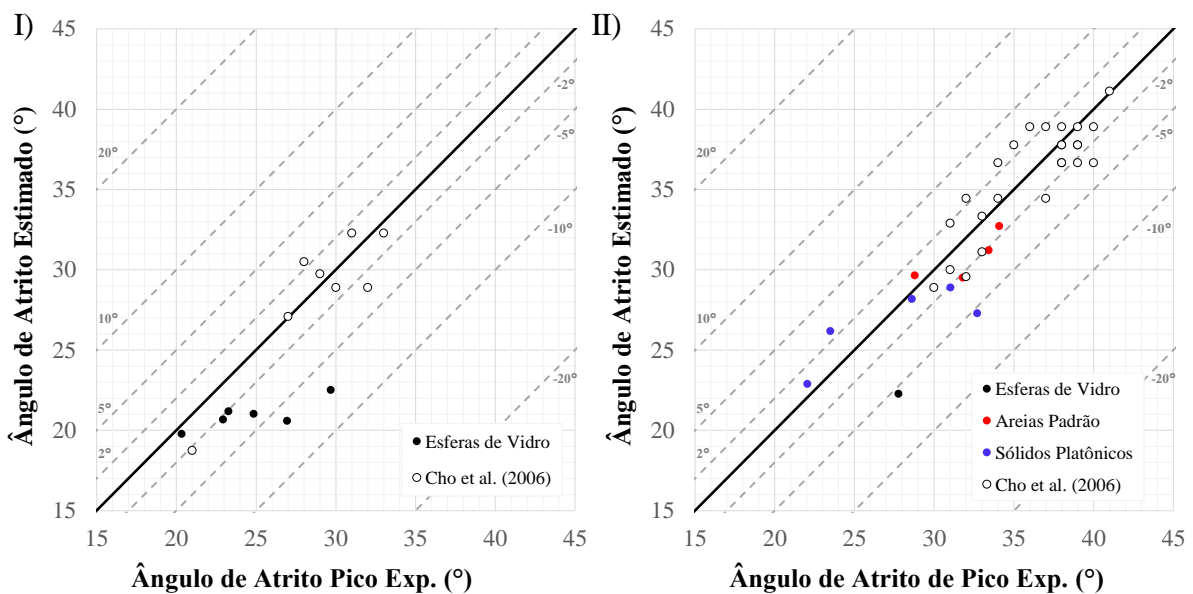 I)
45
40
35
30
25
20
15
15 20 25 30 35 40 45
Ângulo de Atrito Estimado (°)
Ângulo de Atrito Pico Exp. (°)
20°
10°
5°
2°
-2°
-5°
-10°
-20°
Esferas de Vidro
Cho et al. (2006)
II)
45
40
35
30
25
20
15
15 20 25 30 35 40 45
Ângulo de Atrito Estimado (°)
Ângulo de Atrito de Pico Exp. (°)
20°
10°
5°
2°
-2°
-5°
-10°
-20°
Esferas de Vidro
Areias Padrão
Sólidos Platônicos
Cho et al. (2006)